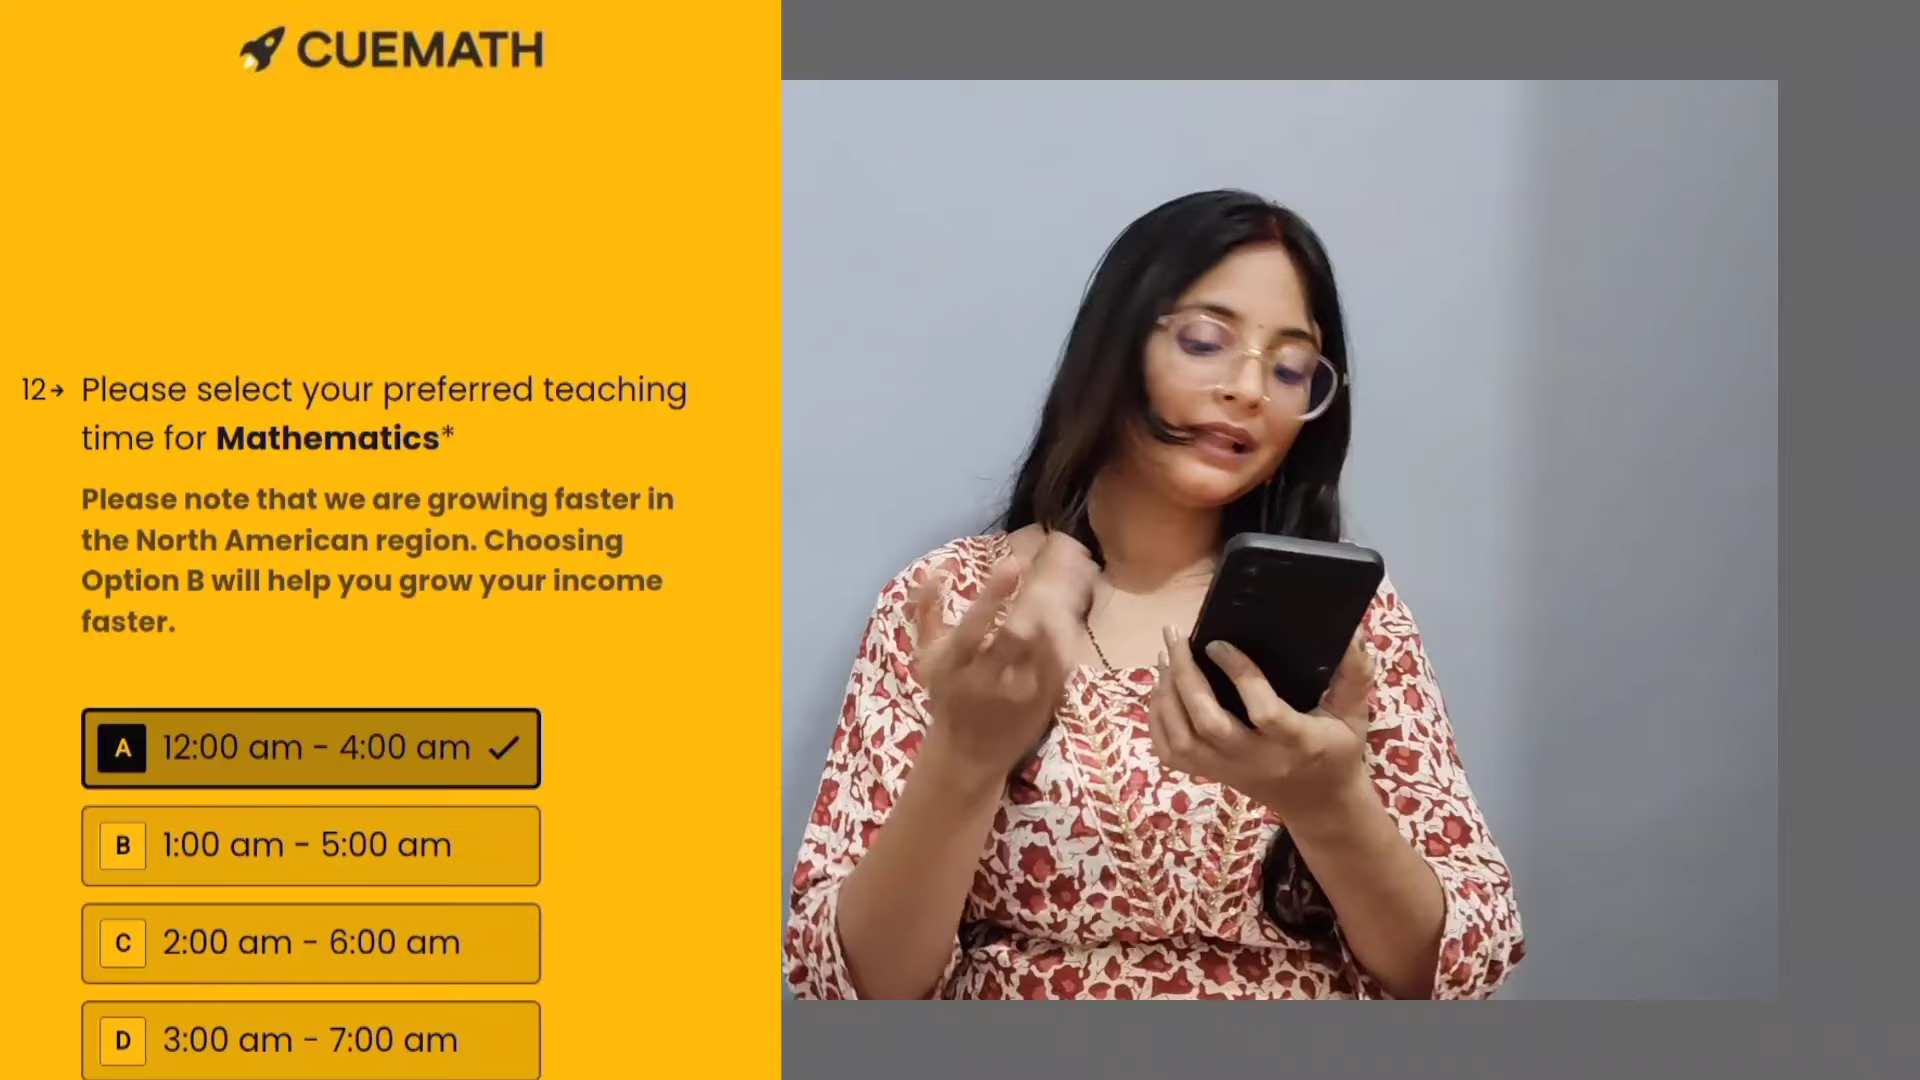 CUEMATH
12→ Please select your preferred teaching
time for Mathematics*
Please note that we are growing faster in
the North American region. Choosing
Option B will help you grow your income
faster.
A 12:00 am - 4:00 am
B 1:00 am - 5:00 am
C 2:00 am - 6:00 am
D 3:00 am - 7:00 am